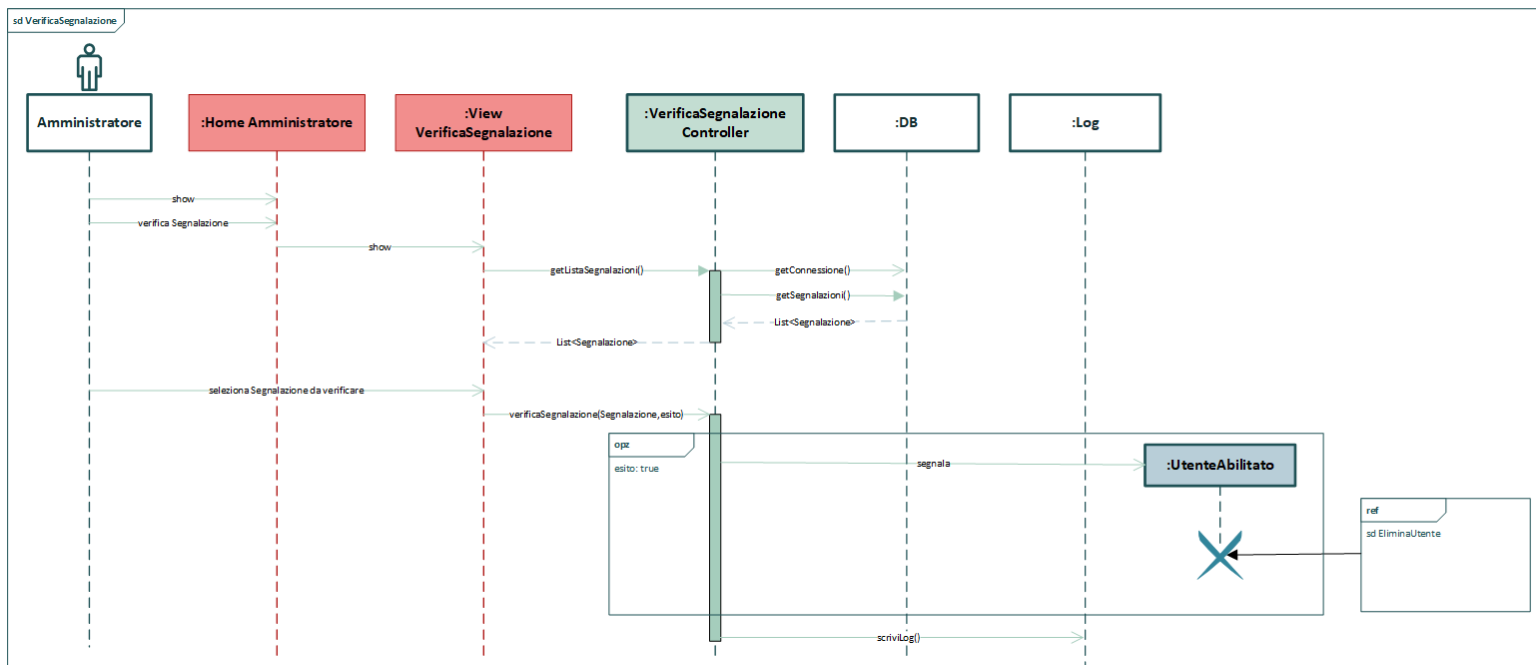 sd VerificaSegnalazione
Amministratore
:Home Amministratore
:View
VerificaSegnalazione
:VerificaSegnalazione
Controller
:DB
:Log
show
verifica Segnalazione
show
getListaSegnalazioni()
getConnessione()
getSegnalazioni()
List<Segnalazione>
List<Segnalazione>
seleziona Segnalazione da verificare
verificaSegnalazione(Segnalazione,esito)
opz
esito: true
segnala
:UtenteAbilitato
ref
sd EliminaUtente
scriviLog()